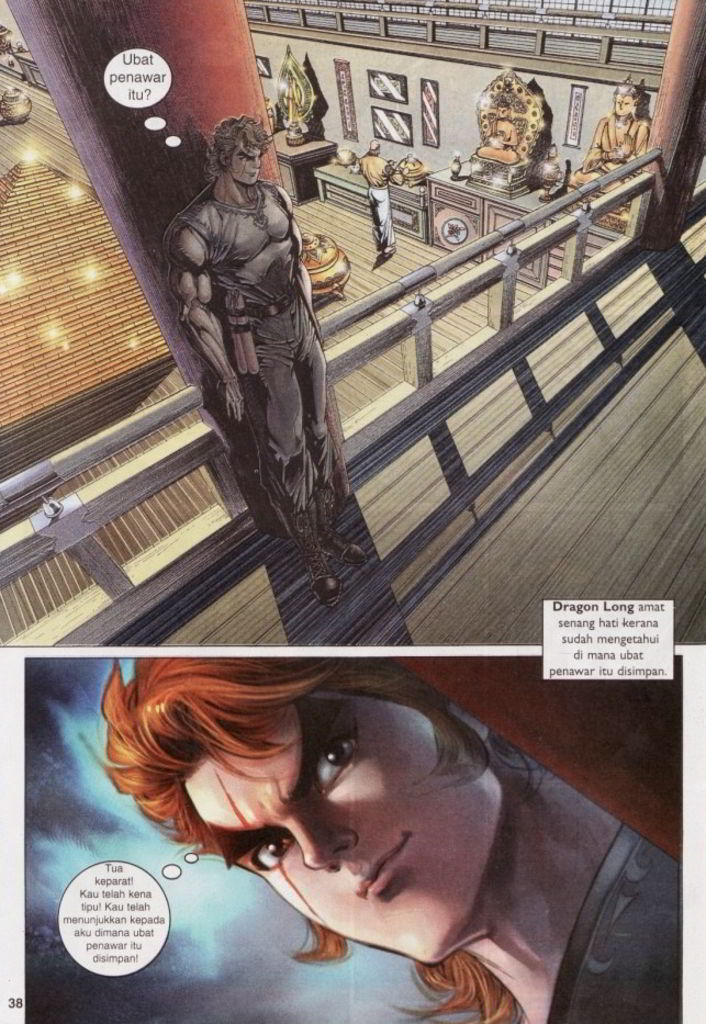 Ubat
penawar
itu?
Dragon Long amat
senang hati kerana
sudah mengetahui
di mana ubat
penawar itu disimpan.
Tua
keparat!
Kau telah kena
tipu! Kau telah
menunjukkan kepada
aku dimana ubat
penawar itu
disimpan!
38